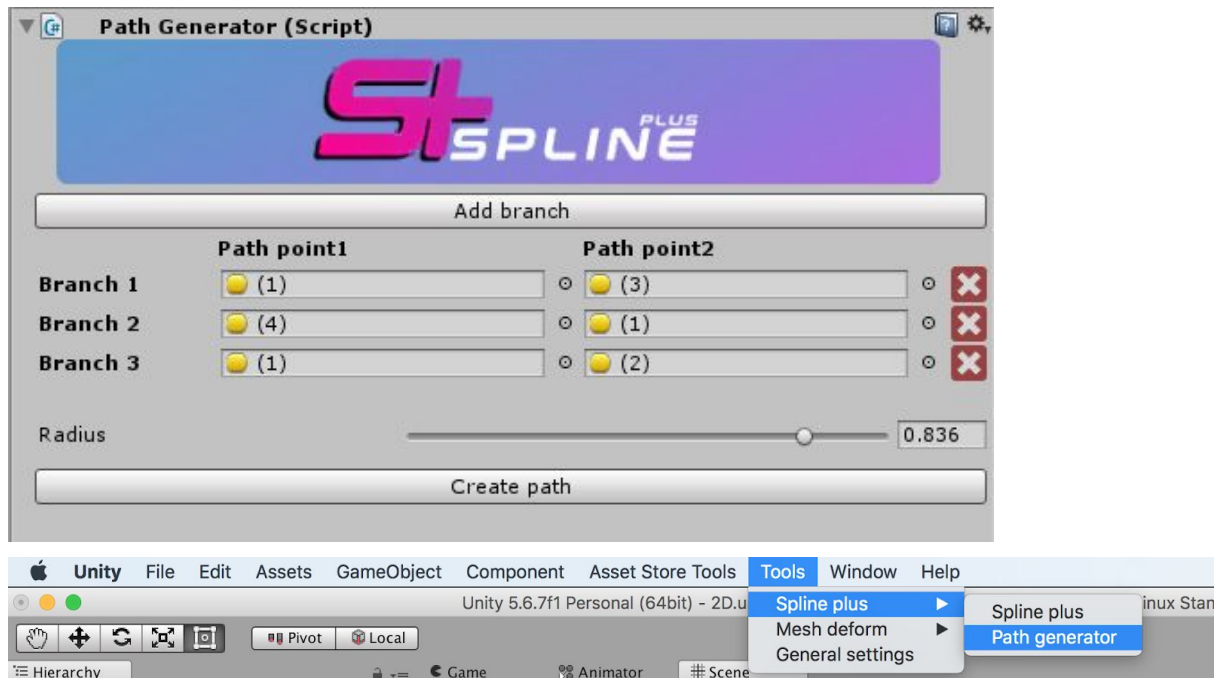 Path Generator (Script)
St SPLINE PLUS
Add branch
Path point1 Path point2
Branch 1 (1) (3)
Branch 2 (4) (1)
Branch 3 (1) (2)
Radius 0.836
Create path
Unity File Edit Assets GameObject Component Asset Store Tools Tools Window Help
Unity 5.6.7f1 Personal (64bit) - 2D.u inux Stan
Spline plus Spline plus
Pivot Local Mesh deform Path generator
General settings
Hierarchy Game Animator Scene